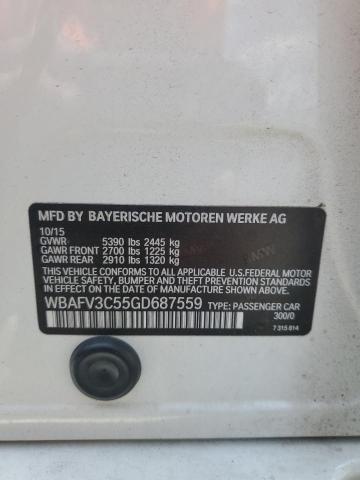 MFD BY BAYERISCHE MOTOREN WERKE AG
10/15
GVWR 5390 lbs 2445 kg
GAWR FRONT 2700 lbs 1225 kg
GAWR REAR 2910 lbs 1320 kg
THIS VEHICLE CONFORMS TO ALL APPLICABLE U.S.FEDERAL MOTOR
VEHICLE SAFETY, BUMPER, AND THEFT PREVENTION STANDARDS IN
EFFECT ON THE DATE OF MANUFACTURE SHOWN ABOVE.
WBAFV3C55GD687559 TYPE: PASSENGER CAR
300/0
7 315 814